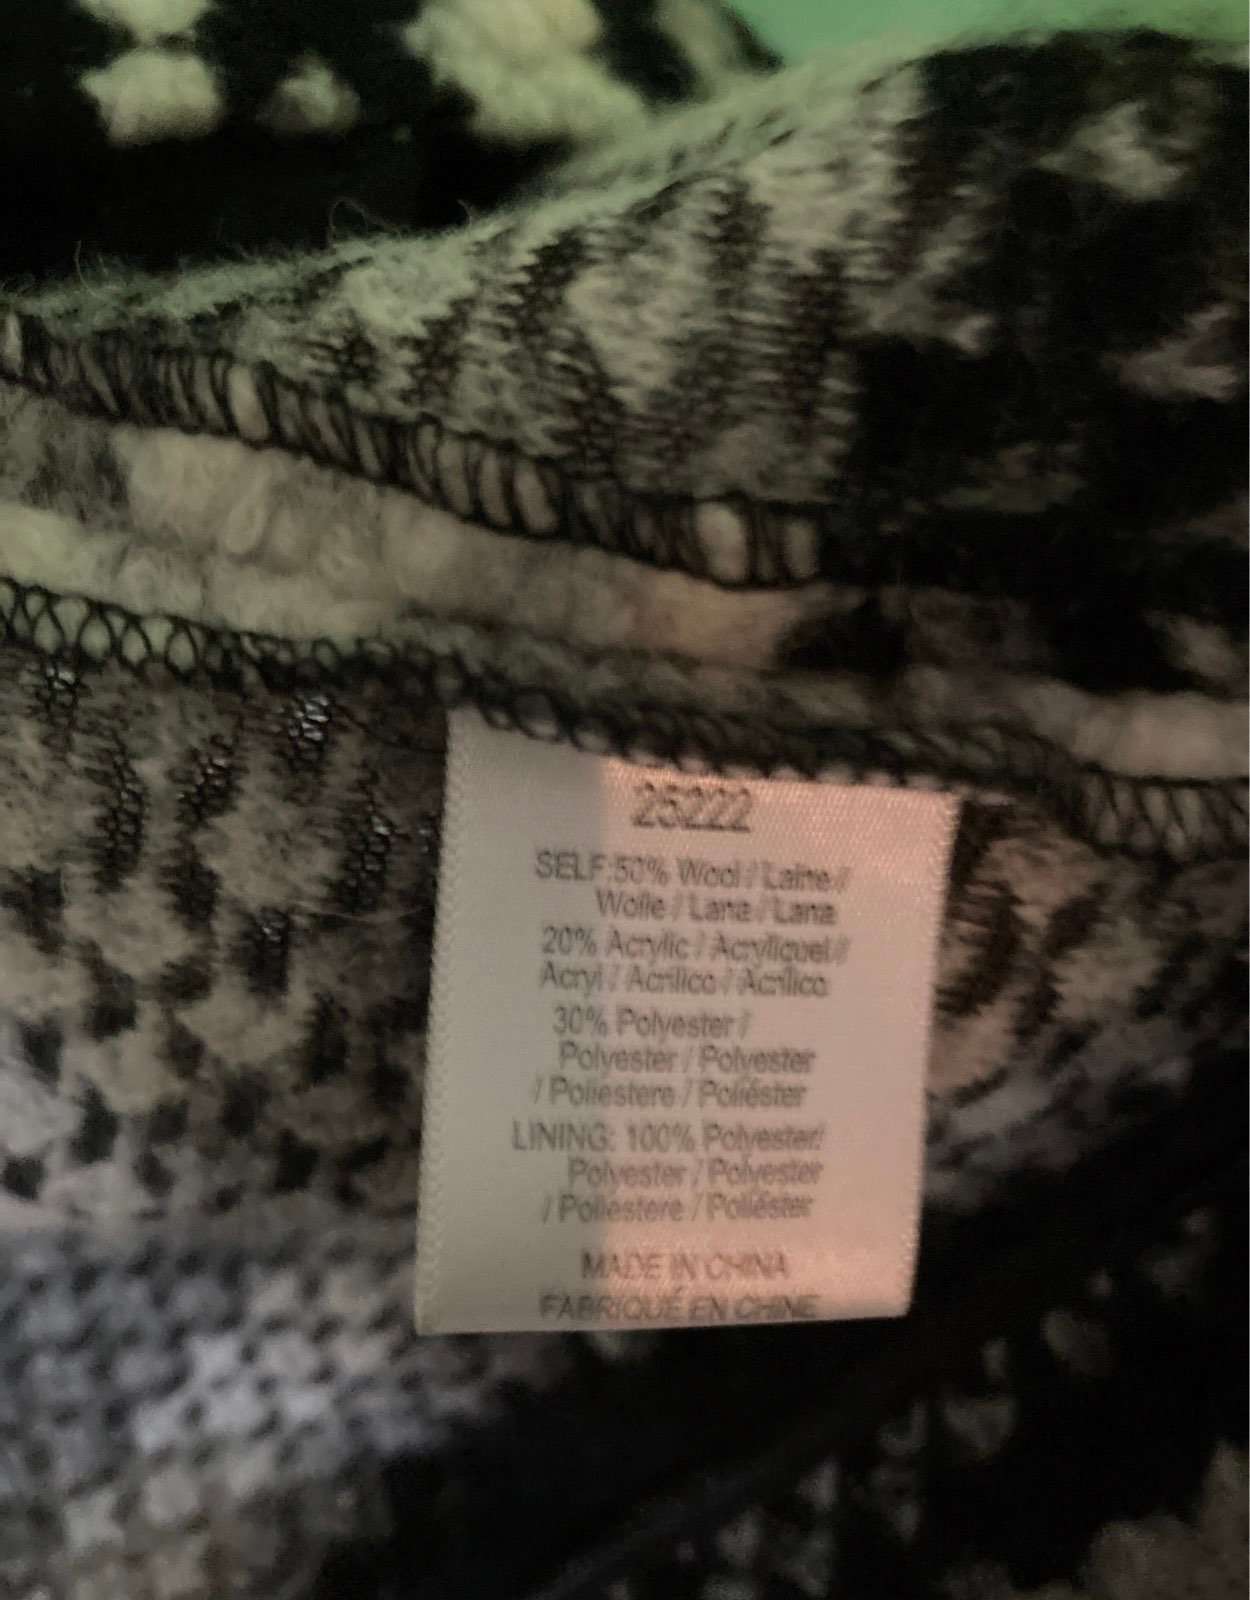 25222
SELF:50% Wool / Laine /
Wolle / Lana / Lana
20% Acrylic / Acryliquel /
Acryl / Acrilico / Acrílico
30% Polyester /
Polyester / Polyester
/ Poliestere / Poliéster
LINING: 100% Polyester/
Polyester / Polyester
/ Poliestere / Poliéster
MADE IN CHINA
FABRIQUÉ EN CHINE